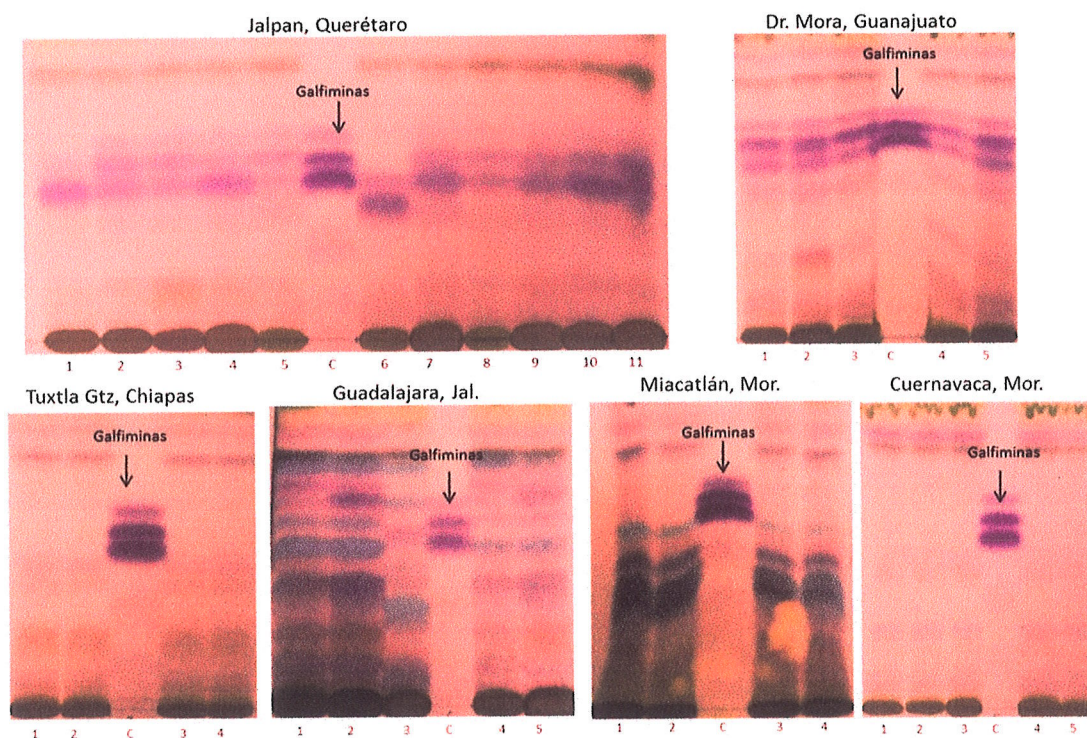 Jalpan, Querétaro
Galfiminas
1 2 3 4 5 C 6 7 8 9 10 11
Dr. Mora, Guanajuato
Galfiminas
1 2 3 C 4 5
Tuxtla Gtz, Chiapas
Galfiminas
1 2 C 3 4
Guadalajara, Jal.
Galfiminas
1 2 3 C 4 5
Miacatlán, Mor.
Galfiminas
1 2 C 3 4
Cuernavaca, Mor.
Galfiminas
1 2 3 C 4 5